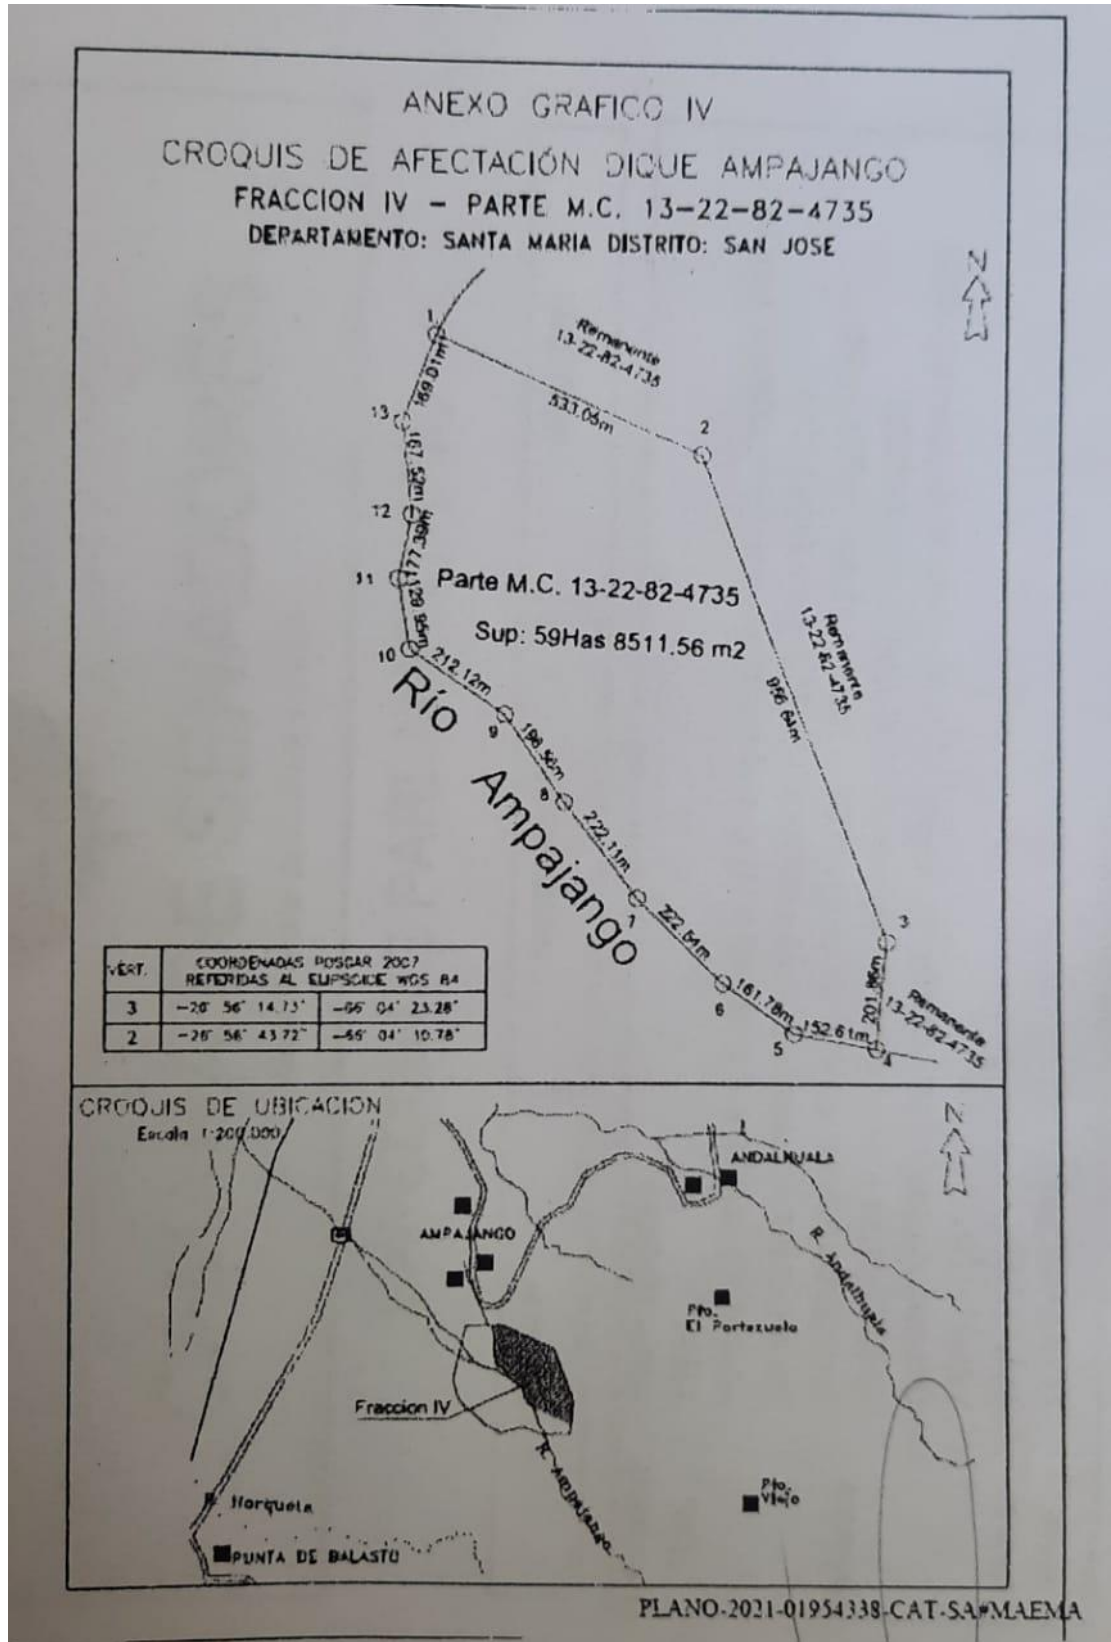 ANEXO GRAFICO IV
CROQUIS DE AFECTACIÓN DIQUE AMPAJANGO
FRACCION IV - PARTE M.C. 13-22-82-4735
DEPARTAMENTO: SANTA MARIA DISTRITO: SAN JOSE
N
1
Remanente
13-22-82-4735
169.01m
533.05m
2
13
167.52m
12
11
Parte M.C. 13-22-82-4735
Sup: 59Has 8511.56 m2
129.95m
10
212.12m
Río
Remanente
13-22-82-4735
9
8
Ampajango
222.11m
7
222.64m
3
VÉRT.
COORDENADAS POSGAR 2007
REFERIDAS AL ELIPSOIDE WGS 84
3
2
6
161.78m
201.86m
Remanente
13-22-82-4735
5
152.61m
4
CROQUIS DE UBICACION
Escala 1:200.000
N
ANDALHUALA
AMPAJANGO
R. Andalhuala
Pto.
El Portezuelo
Fraccion IV
R. Ampajango
Pto.
Viejo
Horqueta
PUNTA DE BALASTO
PLANO-2021-01954338-CAT-SA#MAEMA